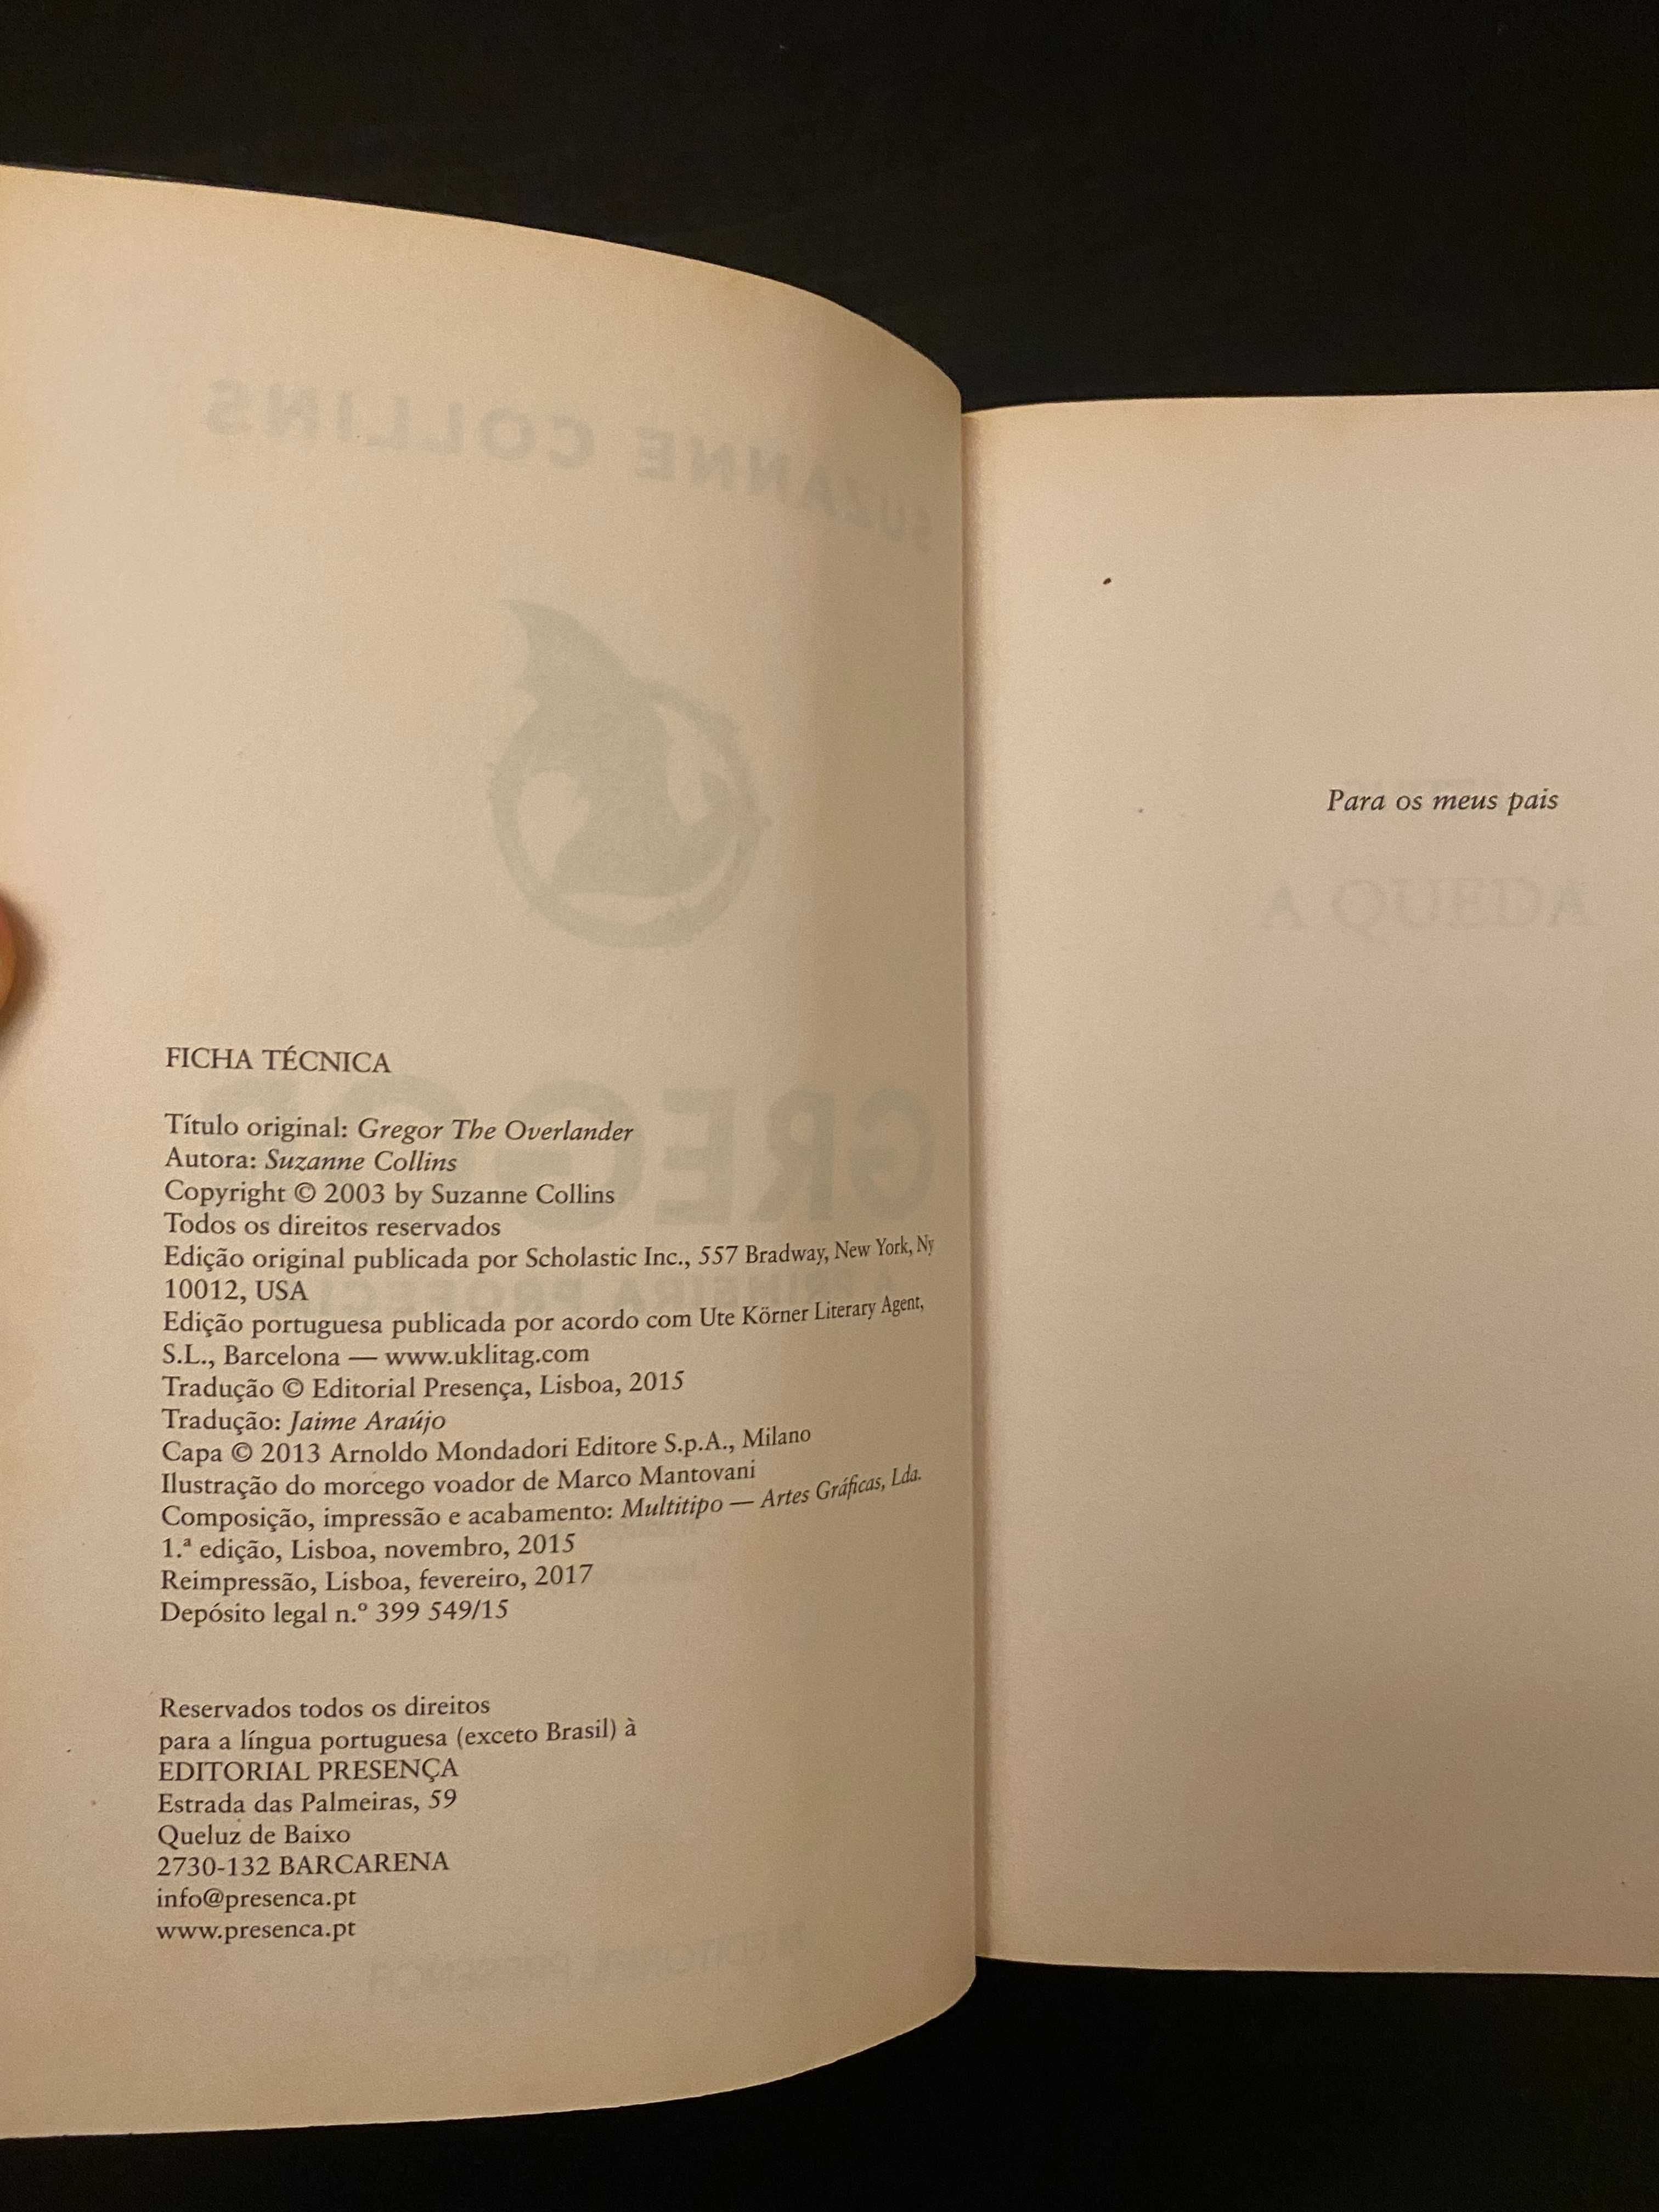 SUZANNE COLLINS
FICHA TÉCNICA
Título original: Gregor The Overlander
Autora: Suzanne Collins
Copyright © 2003 by Suzanne Collins
Todos os direitos reservados
Edição original publicada por Scholastic Inc., 557 Bradway, New York, Ny
10012, USA
Edição portuguesa publicada por acordo com Ute Körner Literary Agent,
S.L., Barcelona — www.uklitag.com
Tradução © Editorial Presença, Lisboa, 2015
Tradução: Jaime Araújo
Capa © 2013 Arnoldo Mondadori Editore S.p.A., Milano
Ilustração do morcego voador de Marco Mantovani
Composição, impressão e acabamento: Multitipo — Artes Gráficas, Lda.
1.ª edição, Lisboa, novembro, 2015
Reimpressão, Lisboa, fevereiro, 2017
Depósito legal n.º 399 549/15
Reservados todos os direitos
para a língua portuguesa (exceto Brasil) à
EDITORIAL PRESENÇA
Estrada das Palmeiras, 59
Queluz de Baixo
2730-132 BARCARENA
info@presenca.pt
www.presenca.pt
Para os meus pais
A QUEDA